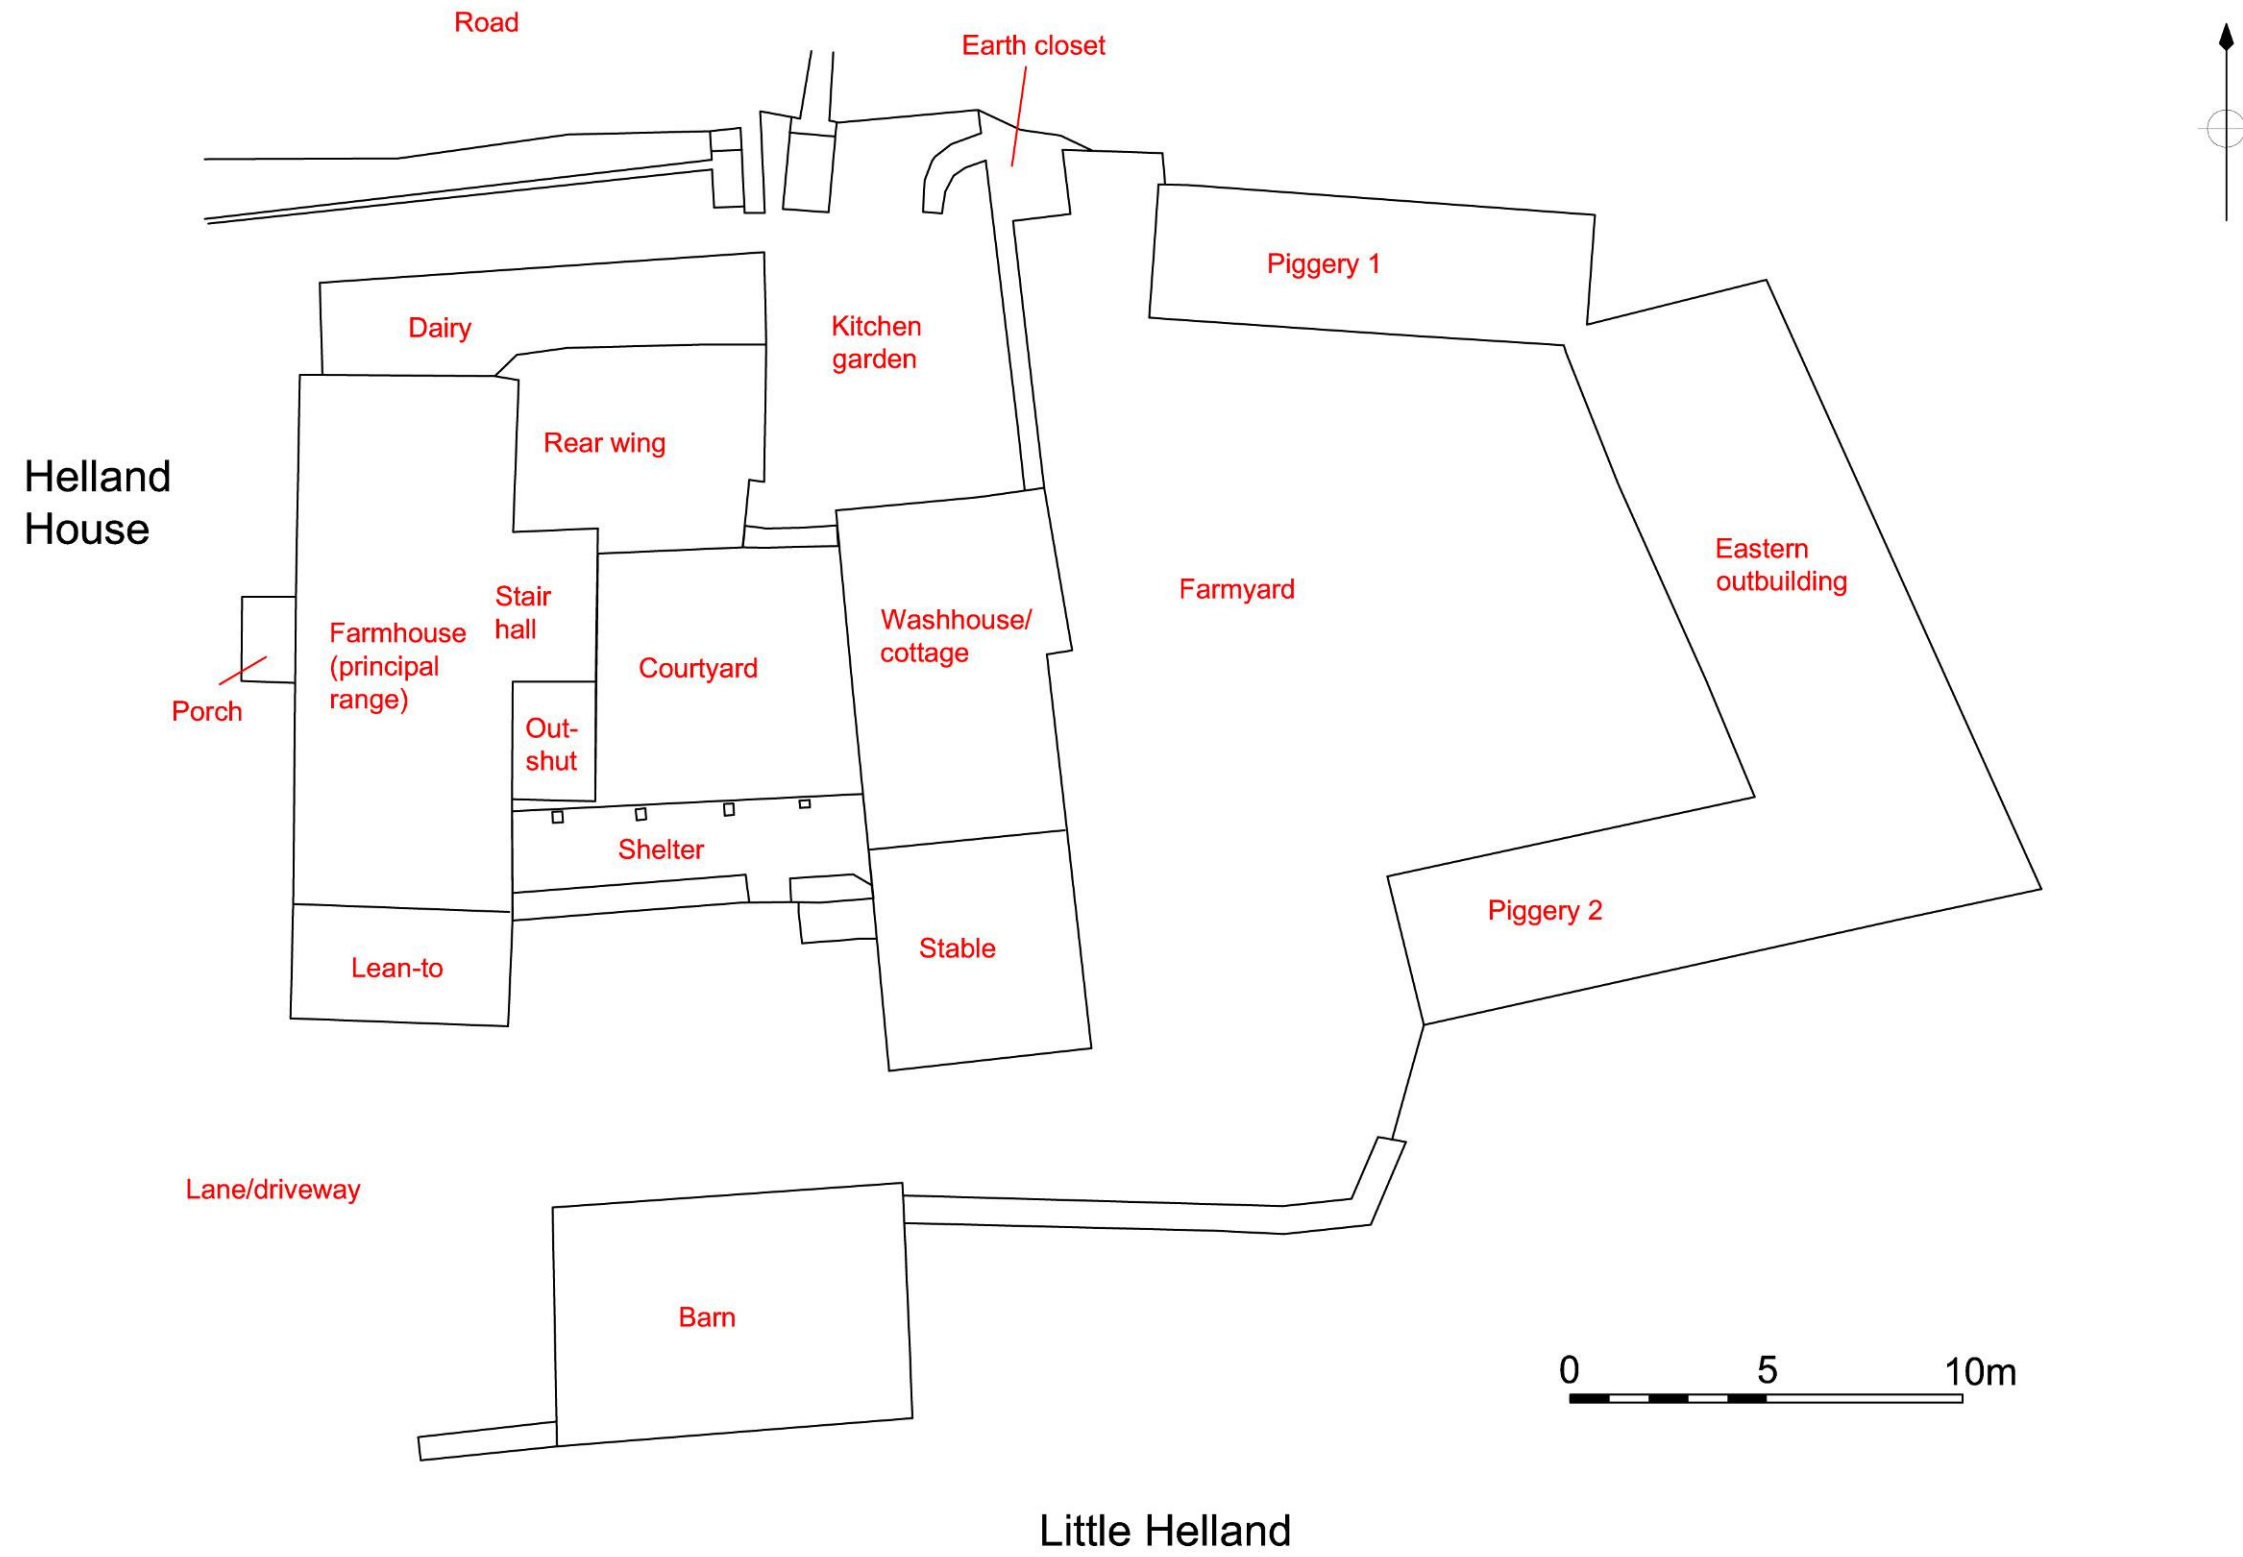 Road
Earth closet
Piggery 1
Dairy
Kitchen
garden
Rear wing
Helland
House
Eastern
outbuilding
Farmyard
Stair
hall
Washhouse/
cottage
Farmhouse
(principal
range)
Courtyard
Porch
Out-
shut
Shelter
Piggery 2
Stable
Lean-to
Lane/driveway
Barn
0 5 10m
Little Helland